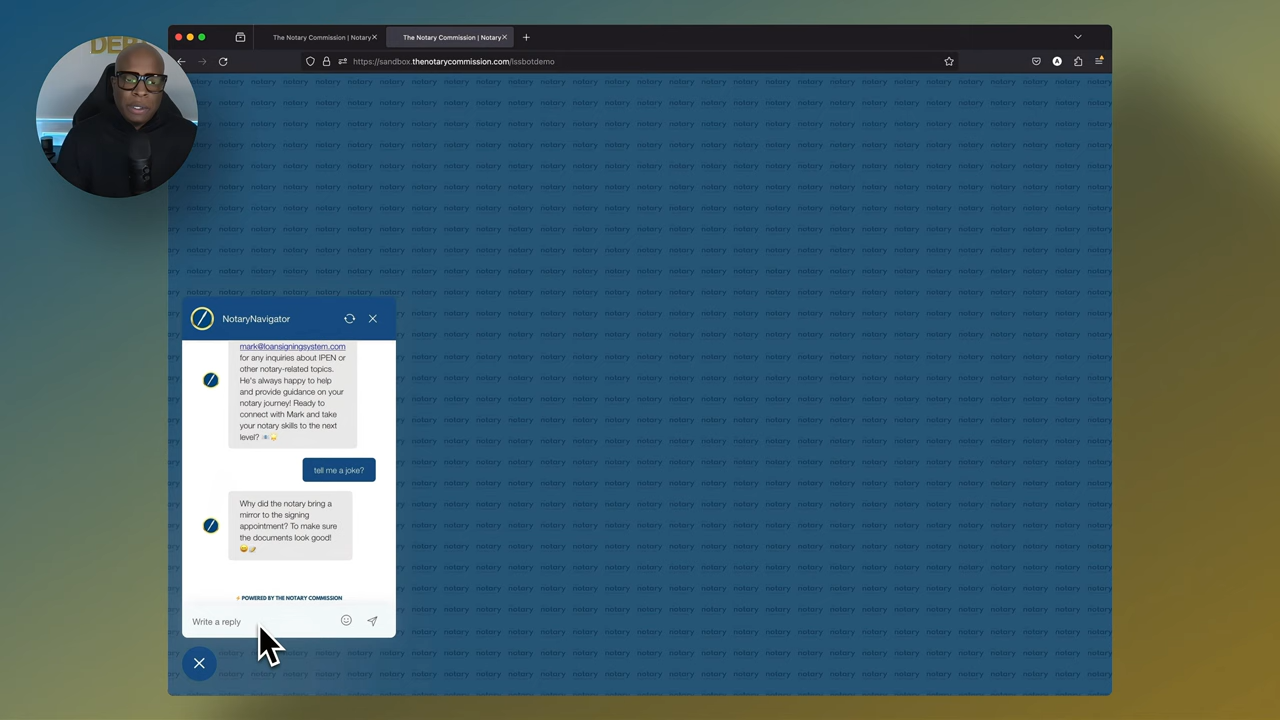 The Notary Commission | Notary
The Notary Commission | Notary
https://sandbox.thenotarycommission.com/lssbotdemo
NotaryNavigator
mark@loansigningsystem.com
for any inquiries about IPEN or
other notary-related topics.
He's always happy to help
and provide guidance on your
notary journey! Ready to
connect with Mark and take
your notary skills to the next
level?
tell me a joke?
Why did the notary bring a
mirror to the signing
appointment? To make sure
the documents look good!
⚡ POWERED BY THE NOTARY COMMISSION
Write a reply